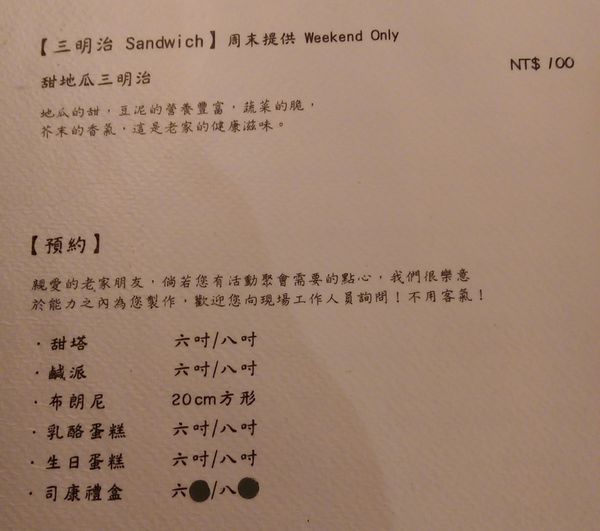 【三明治 Sandwich】周末提供 Weekend Only
NT$ 100
甜地瓜三明治
地瓜的甜，豆泥的營養豐富，蔬菜的脆，
芥末的香氣，這是老家的健康滋味。
【預約】
親愛的老家朋友，倘若您有活動聚會需要的點心，我們很樂意
於能力之內為您製作，歡迎您向現場工作人員詢問！不用客氣！
·甜塔 六吋/八吋
·鹹派 六吋/八吋
·布朗尼 20cm方形
·乳酪蛋糕 六吋/八吋
·生日蛋糕 六吋/八吋
·司康禮盒 六/八